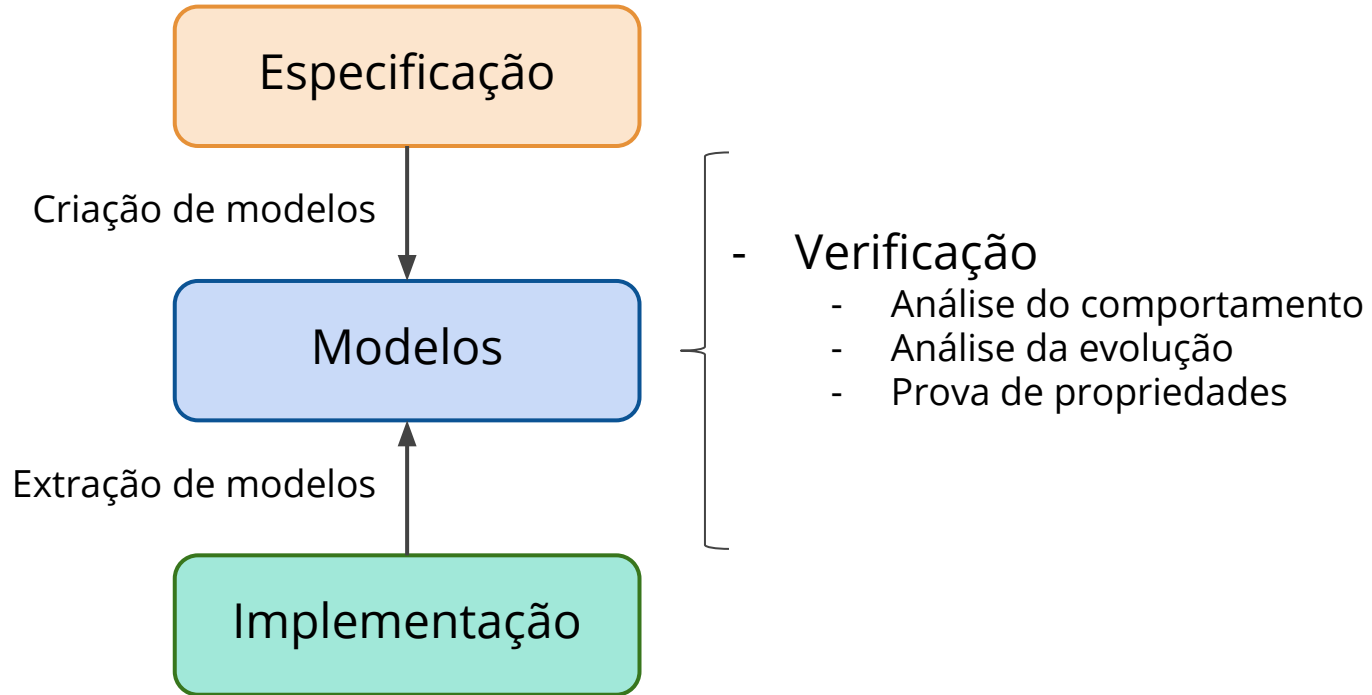 Especificação
Criação de modelos
Modelos
Extração de modelos
Implementação
- Verificação
- Análise do comportamento
- Análise da evolução
- Prova de propriedades